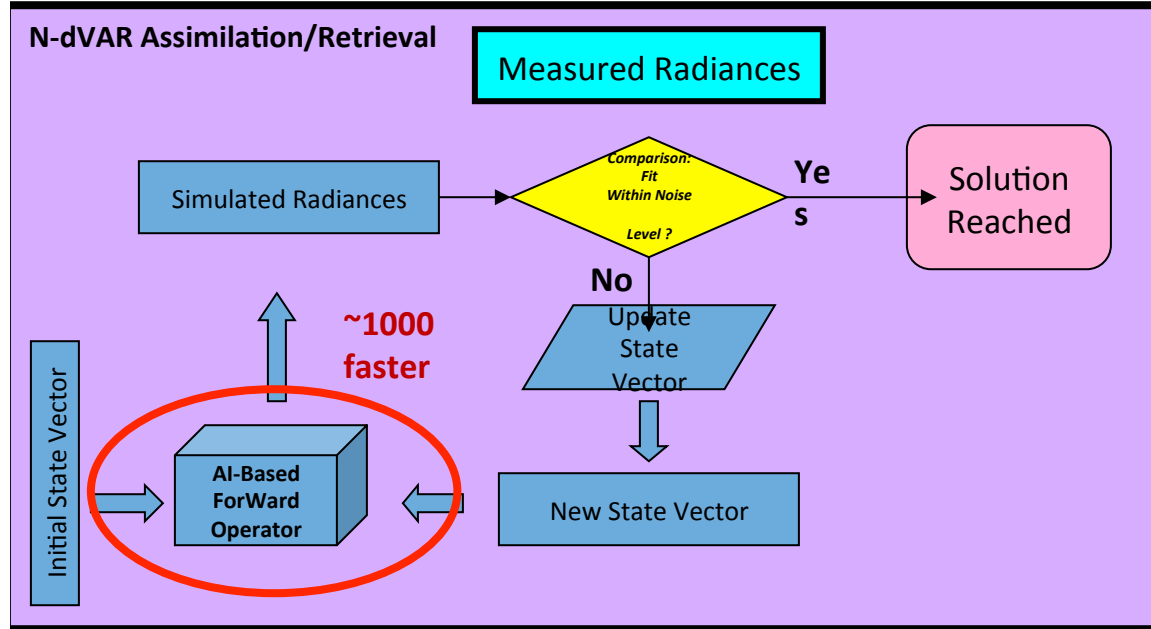 N-dVAR Assimilation/Retrieval
Measured Radiances
Simulated Radiances
Comparison:
Fit
Within Noise
Level ?
Ye
s
Solution
Reached
No
Update
State
Vector
~1000
faster
Initial State Vector
AI-Based
ForWard
Operator
New State Vector